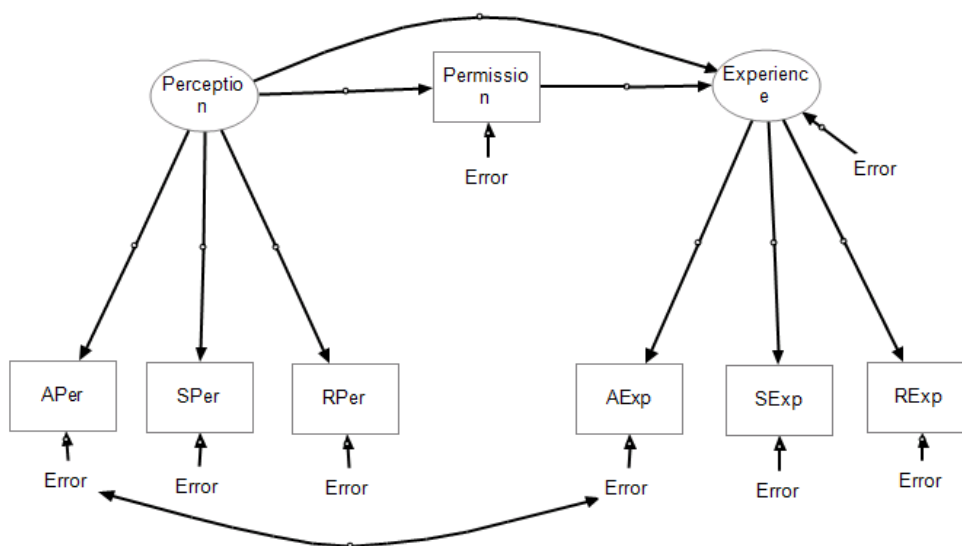 Perceptio
n
Permissio
n
Experienc
e
Error
Error
APer
SPer
RPer
AExp
SExp
RExp
Error
Error
Error
Error
Error
Error